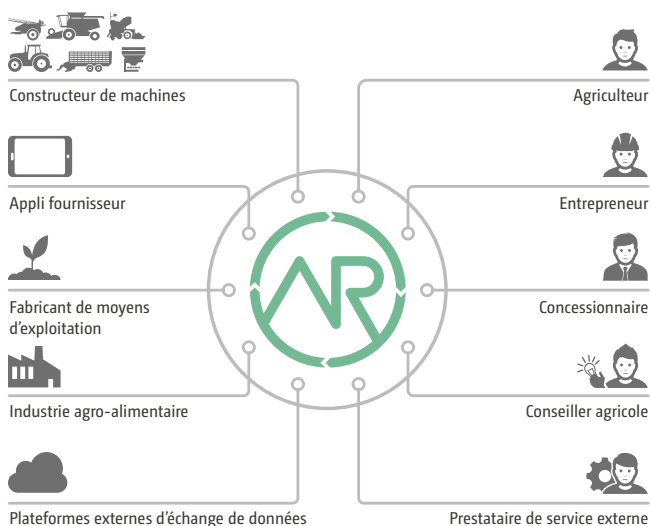 Constructeur de machines
Agriculteur
Appli fournisseur
Entrepreneur
Fabricant de moyens
d'exploitation
Concessionnaire
Industrie agro-alimentaire
Conseiller agricole
Plateformes externes d'échange de données
Prestataire de service externe
AR